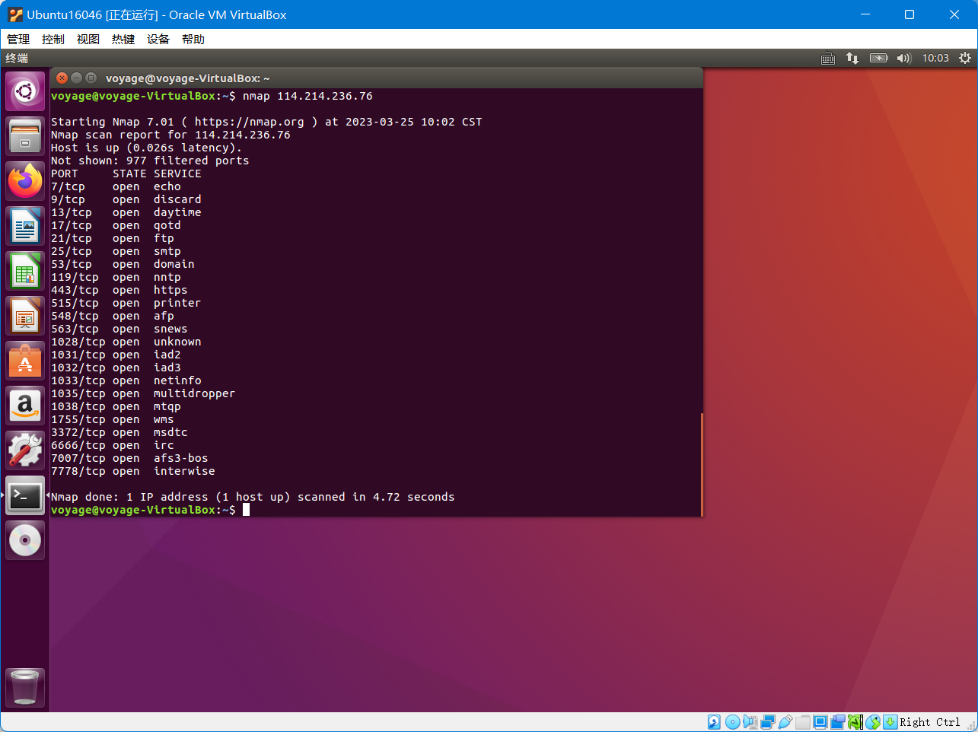 Ubuntu16046 [正在运行] - Oracle VM VirtualBox
管理 控制 视图 热键 设备 帮助
终端 10:03
voyage@voyage-VirtualBox: ~
voyage@voyage-VirtualBox:~$ nmap 114.214.236.76
Starting Nmap 7.01 ( https://nmap.org ) at 2023-03-25 10:02 CST
Nmap scan report for 114.214.236.76
Host is up (0.026s latency).
Not shown: 977 filtered ports
PORT STATE SERVICE
7/tcp open echo
9/tcp open discard
13/tcp open daytime
17/tcp open qotd
21/tcp open ftp
25/tcp open smtp
53/tcp open domain
119/tcp open nntp
443/tcp open https
515/tcp open printer
548/tcp open afp
563/tcp open snews
1028/tcp open unknown
1031/tcp open iad2
1032/tcp open iad3
1033/tcp open netinfo
1035/tcp open multidropper
1038/tcp open mtqp
1755/tcp open wms
3372/tcp open msdtc
6666/tcp open irc
7007/tcp open afs3-bos
7778/tcp open interwise
Nmap done: 1 IP address (1 host up) scanned in 4.72 seconds
voyage@voyage-VirtualBox:~$
Right Ctrl